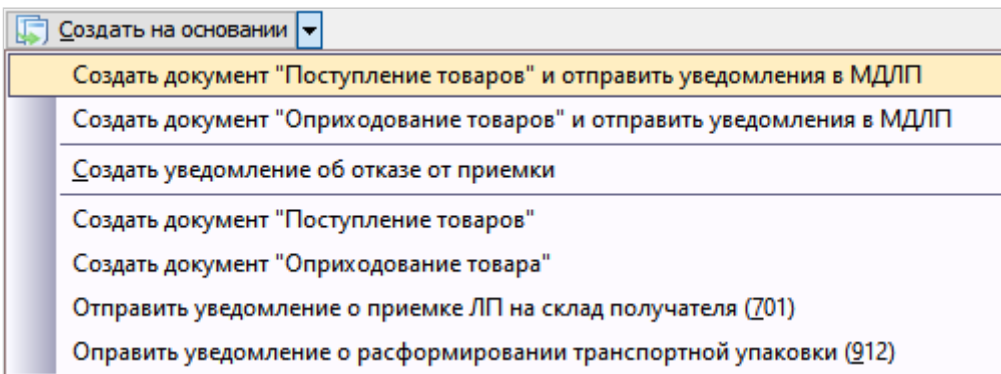 Создать на основании
Создать документ "Поступление товаров" и отправить уведомления в МДЛП
Создать документ "Оприходование товаров" и отправить уведомления в МДЛП
Создать уведомление об отказе от приемки
Создать документ "Поступление товаров"
Создать документ "Оприходование товара"
Отправить уведомление о приемке ЛП на склад получателя (701)
Оправить уведомление о расформировании транспортной упаковки (912)